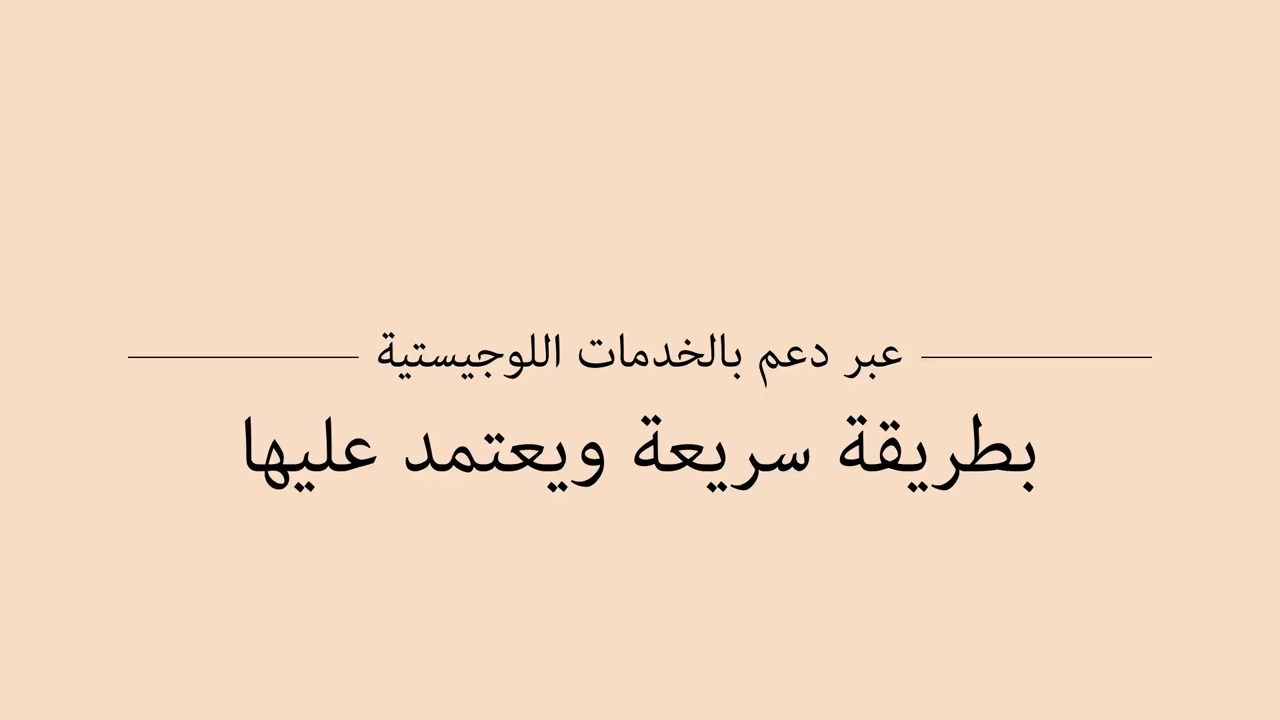 عبر دعم بالخدمات اللوجيستية
بطريقة سريعة ويعتمد عليها